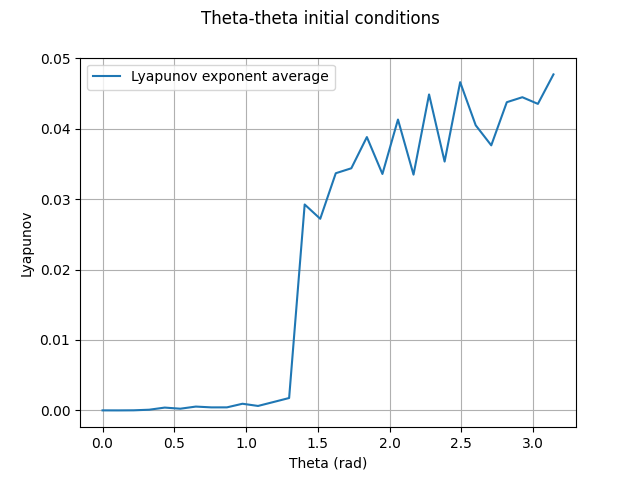 Theta-theta initial conditions
Lyapunov exponent average
0.05
0.04
0.03
0.02
0.01
0.00
Lyapunov
0.0 0.5 1.0 1.5 2.0 2.5 3.0
Theta (rad)